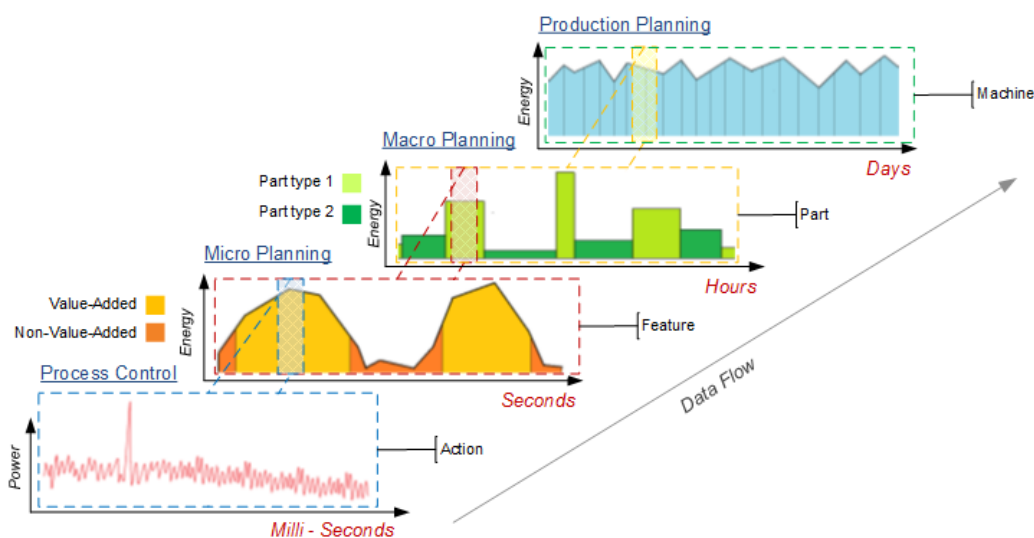 Production Planning
Energy
Machine
Days
Macro Planning
Part type 1
Part type 2
Energy
Part
Hours
Micro Planning
Value-Added
Non-Value-Added
Energy
Feature
Seconds
Process Control
Power
Action
Milli - Seconds
Data Flow